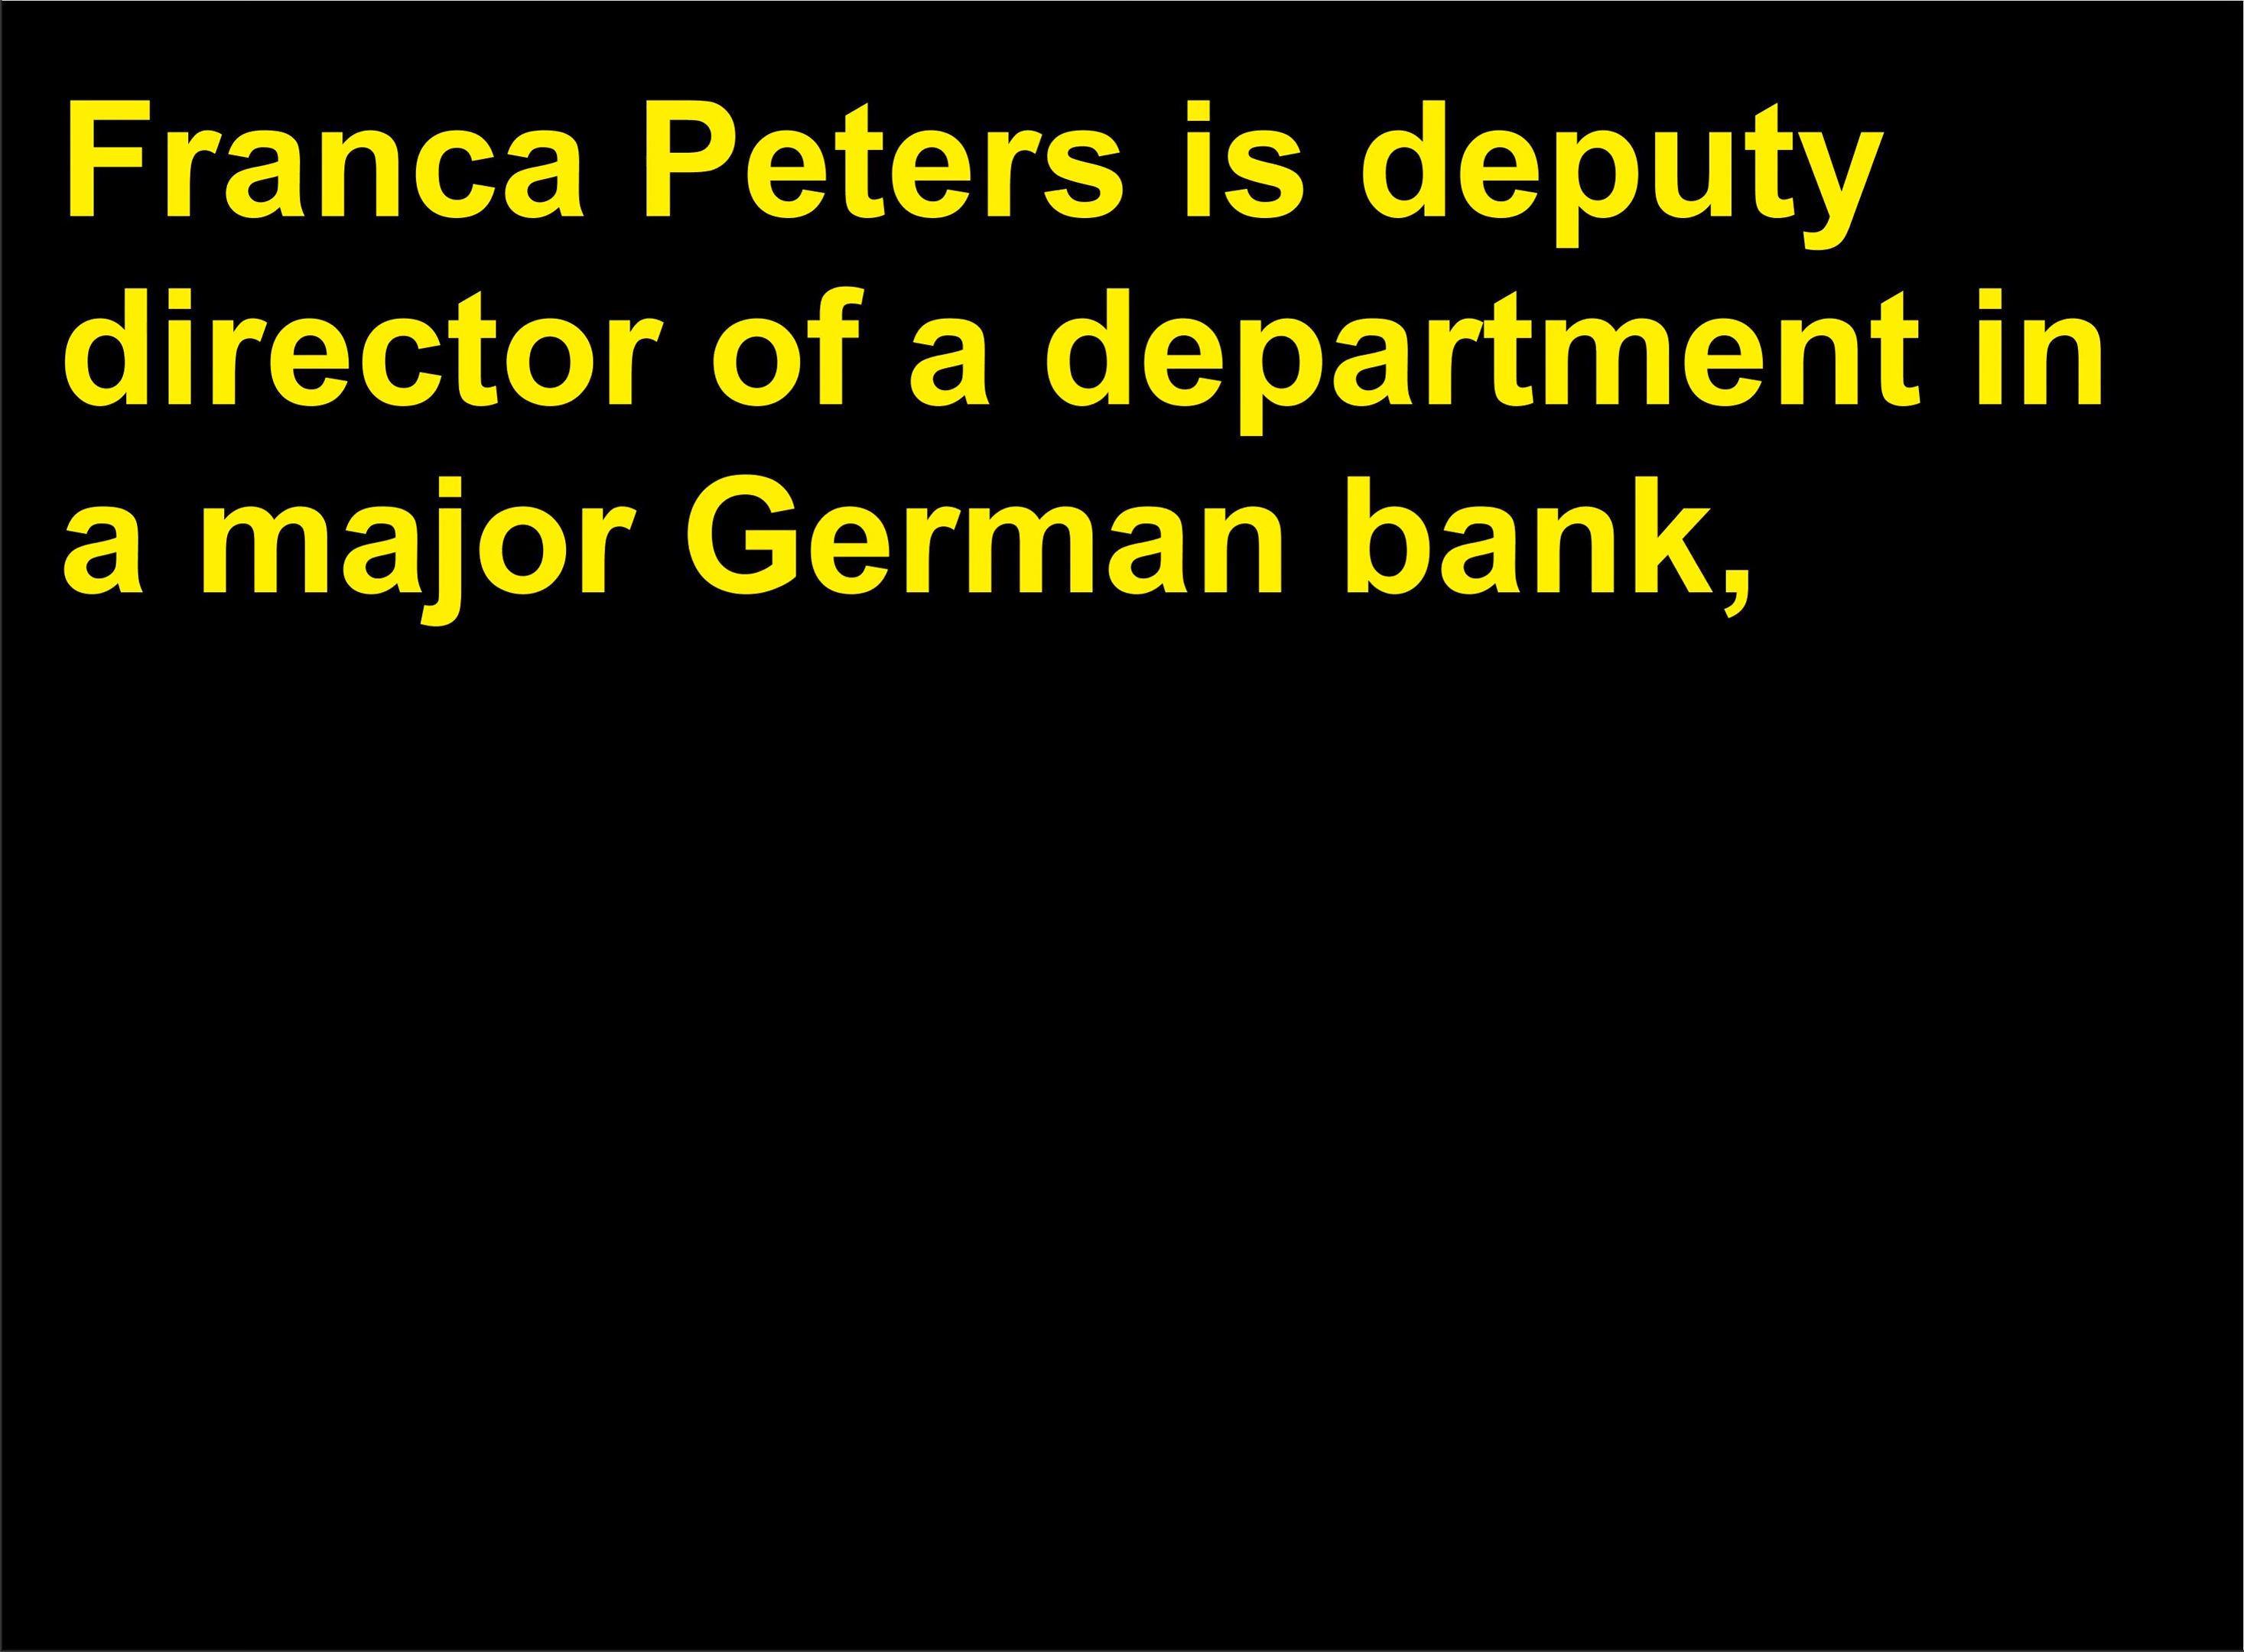 Franca Peters is deputy
director of a department in
a major German bank,